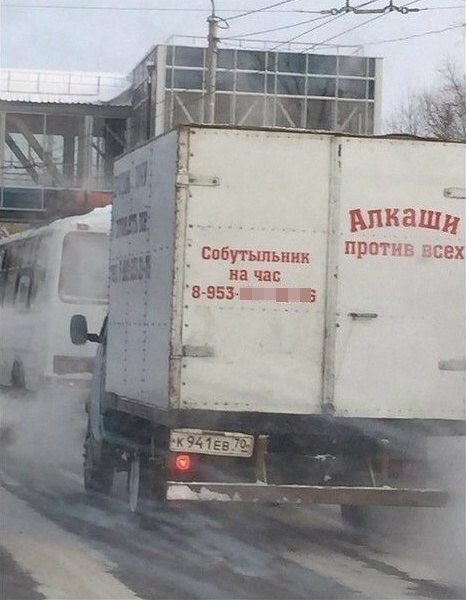 Алкаши
против всех
Собутыльник
на час
8-953-
К941ЕВ 70